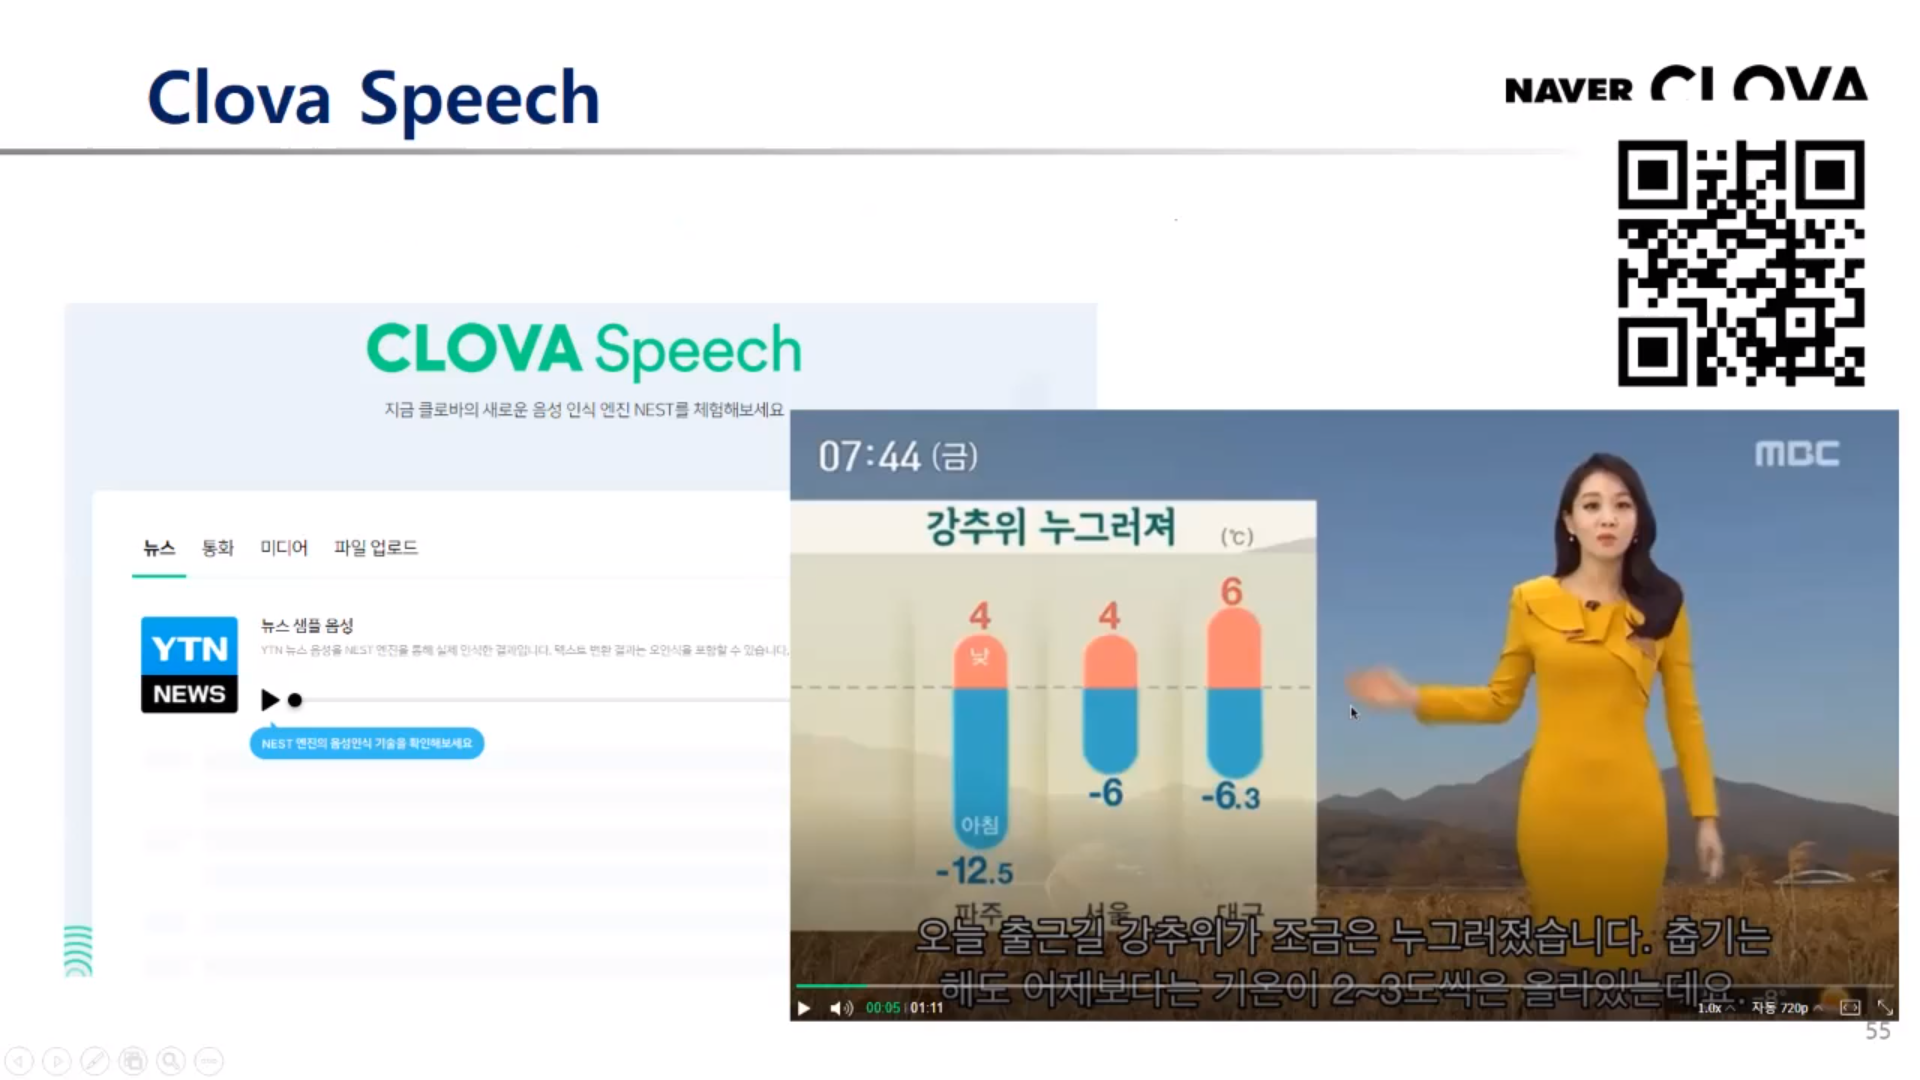 Clova Speech
NAVER CLOVA
CLOVA Speech
지금 클로바의 새로운 음성 인식 엔진 NEST를 체험해보세요
뉴스 통화 미디어 파일 업로드
YTN
NEWS
뉴스 샘플 음성
YTN 뉴스 음성을 NEST 엔진을 통해 실제 인식한 결과입니다. 텍스트 변환 결과는 오인식을 포함할 수 있습니다.
NEST 엔진의 음성인식 기술을 확인해보세요
07:44 (금)
MBC
강추위 누그러져 (℃)
4 4 6
낮
-6 -6.3
아침
-12.5
파주 서울 대구
오늘 출근길 강추위가 조금은 누그러졌습니다. 춥기는
해도 어제보다는 기온이 2~3도씩은 올라있는데요.
00:05 01:11
1.0x 자동 720p
55